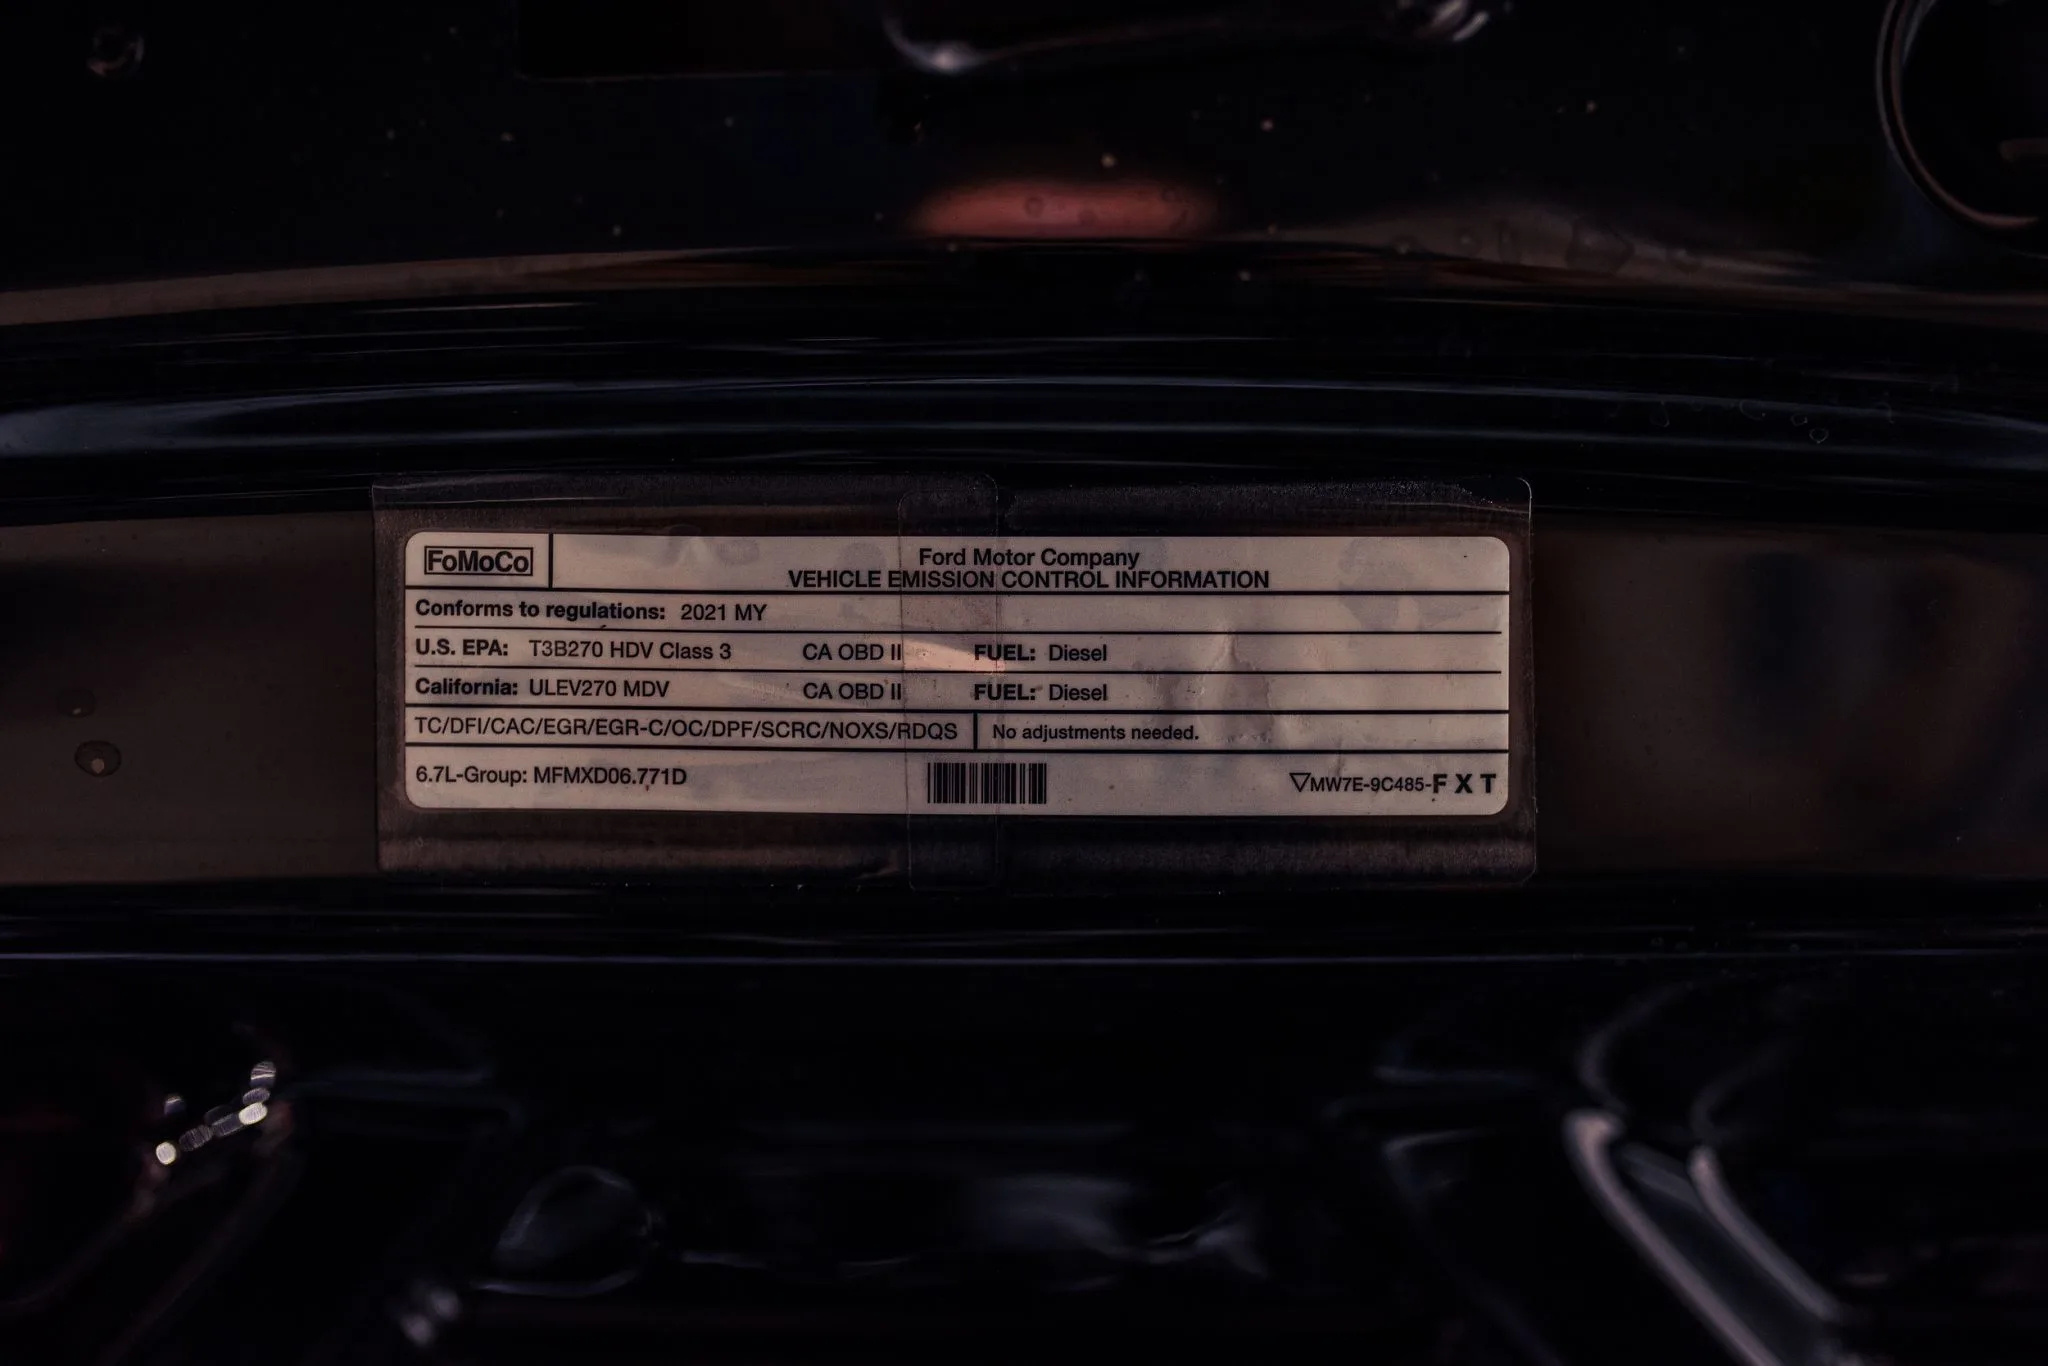 FoMoCo
Ford Motor Company
VEHICLE EMISSION CONTROL INFORMATION
Conforms to regulations: 2021 MY
U.S. EPA: T3B270 HDV Class 3 CA OBD II FUEL: Diesel
California: ULEV270 MDV CA OBD II FUEL: Diesel
TC/DFI/CAC/EGR/EGR-C/OC/DPF/SCRC/NOXS/RDQS No adjustments needed.
6.7L-Group: MFMXD06.771D ▽MW7E-9C485-F X T